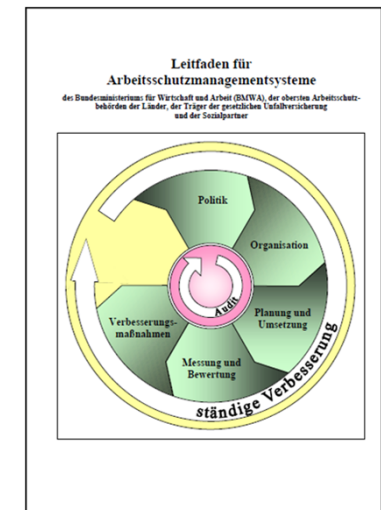 Leitfaden für
Arbeitsschutzmanagementsysteme
des Bundesministeriums für Wirtschaft und Arbeit (BMWA), der obersten Arbeitsschutz-
behörden der Länder, der Träger der gesetzlichen Unfallversicherung
und der Sozialpartner
Politik
Organisation
Planung und
Umsetzung
Messung und
Bewertung
Verbesserungs-
maßnahmen
Audit
ständige Verbesserung